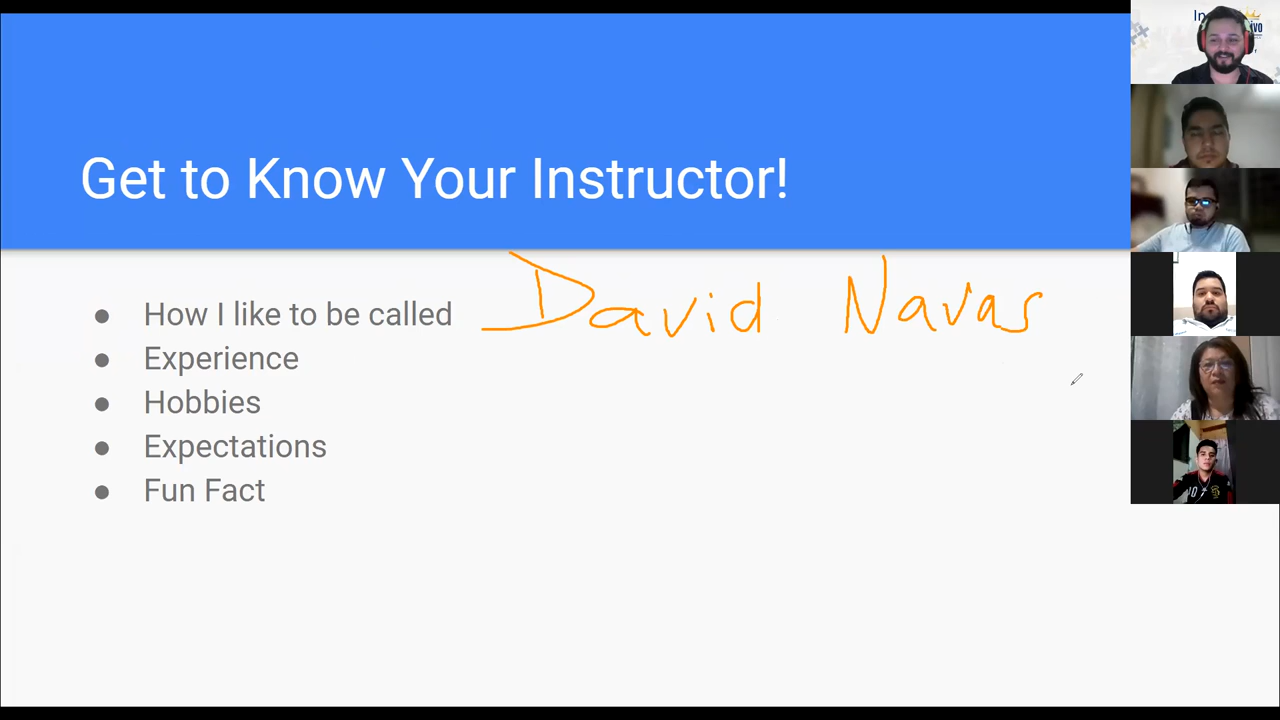 Get to Know Your Instructor!
● How I like to be called David Navas
● Experience
● Hobbies
● Expectations
● Fun Fact